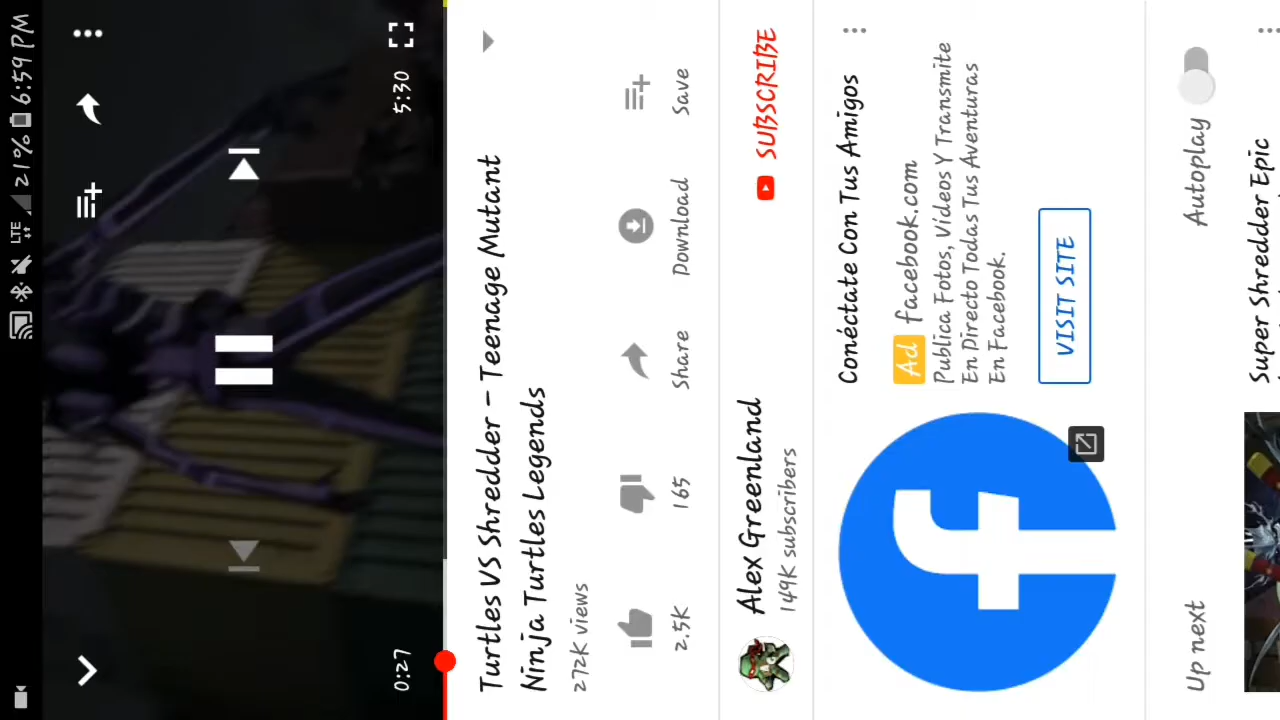 LTE 21% 6:59 PM
0:27
5:30
Turtles VS Shredder - Teenage Mutant
Ninja Turtles Legends
272K views
2.5K
165
Share
Download
Save
Alex Greenland
149K subscribers
SUBSCRIBE
Conéctate Con Tus Amigos
Ad facebook.com
Publica Fotos, Vídeos Y Transmite
En Directo Todas Tus Aventuras
En Facebook.
VISIT SITE
Up next
Autoplay
Super Shredder Epic